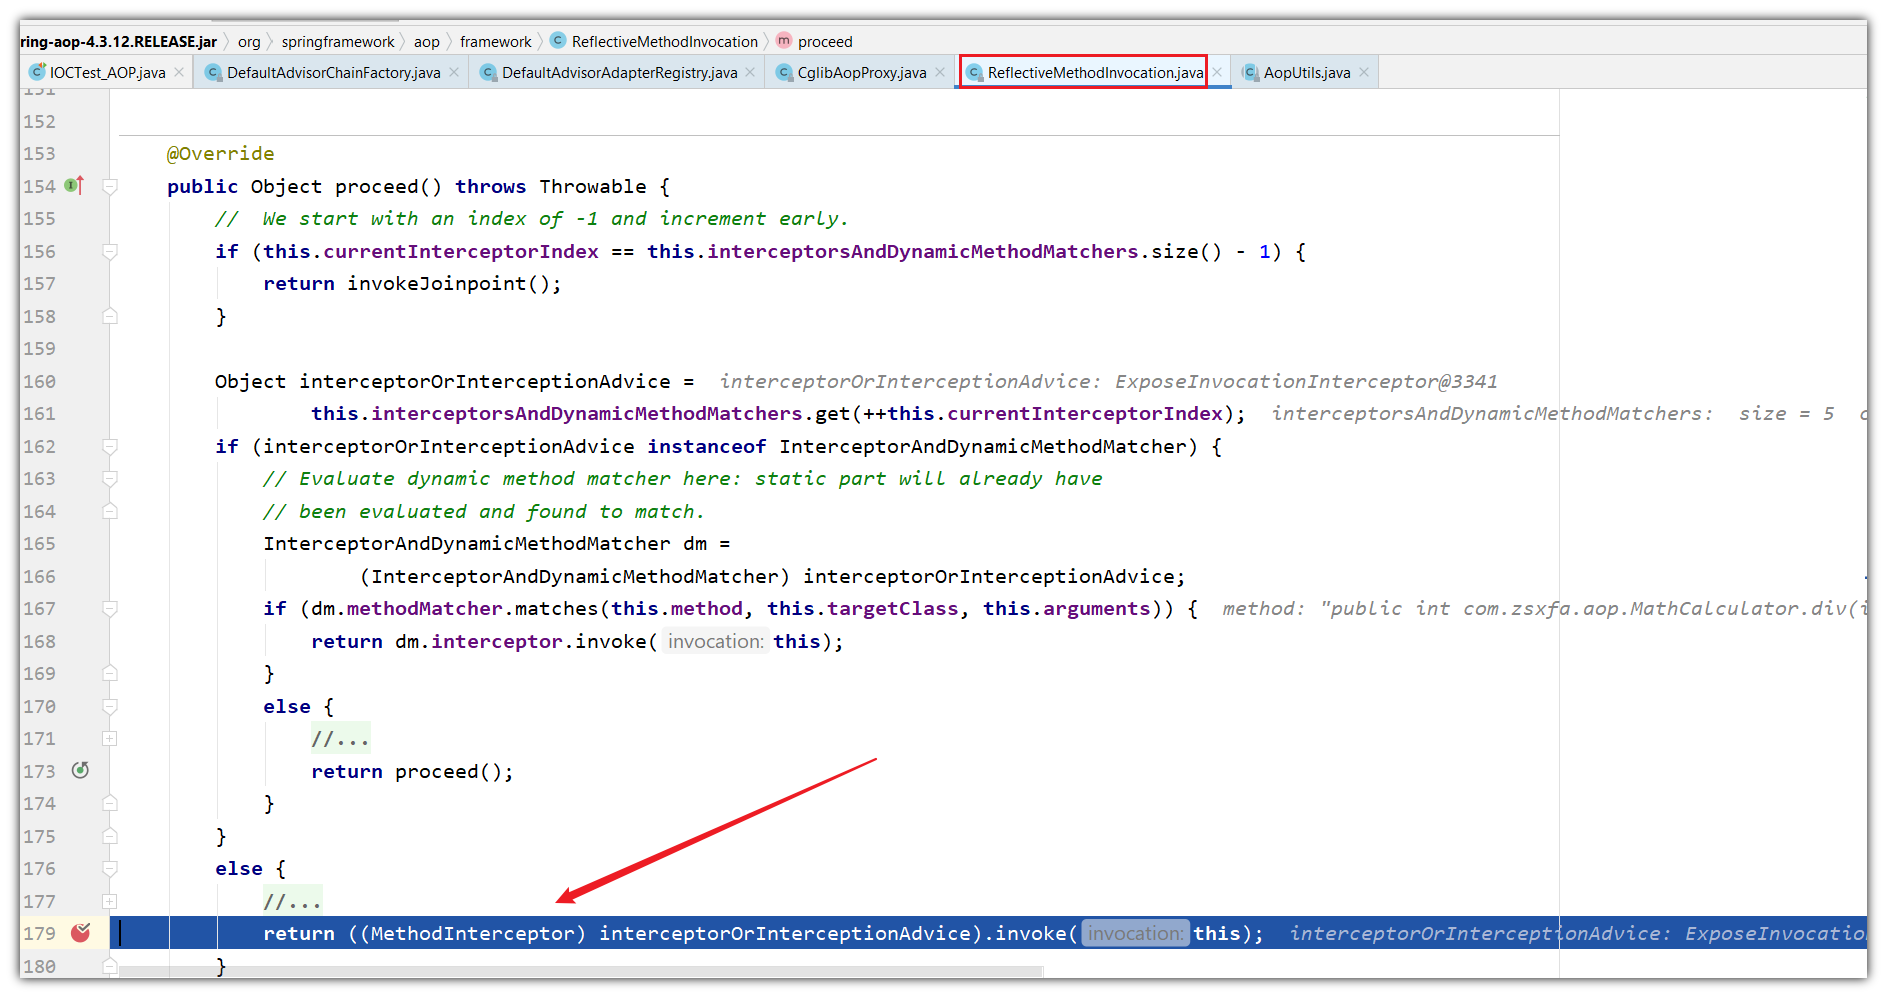 ring-aop-4.3.12.RELEASE.jar org springframework aop framework ReflectiveMethodInvocation m proceed
IOCTest_AOP.java DefaultAdvisorChainFactory.java DefaultAdvisorAdapterRegistry.java CglibAopProxy.java ReflectiveMethodInvocation.java AopUtils.java
151
152
153 @Override
154 public Object proceed() throws Throwable {
155 //  We start with an index of -1 and increment early.
156 if (this.currentInterceptorIndex == this.interceptorsAndDynamicMethodMatchers.size() - 1) {
157 return invokeJoinpoint();
158 }
159
160 Object interceptorOrInterceptionAdvice = interceptorOrInterceptionAdvice: ExposeInvocationInterceptor@3341
161 this.interceptorsAndDynamicMethodMatchers.get(++this.currentInterceptorIndex); interceptorsAndDynamicMethodMatchers:  size = 5
162 if (interceptorOrInterceptionAdvice instanceof InterceptorAndDynamicMethodMatcher) {
163 // Evaluate dynamic method matcher here: static part will already have
164 // been evaluated and found to match.
165 InterceptorAndDynamicMethodMatcher dm =
166 (InterceptorAndDynamicMethodMatcher) interceptorOrInterceptionAdvice;
167 if (dm.methodMatcher.matches(this.method, this.targetClass, this.arguments)) { method: "public int com.zsxfa.aop.MathCalculator.div(i
168 return dm.interceptor.invoke( invocation: this);
169 }
170 else {
171 //...
173 return proceed();
174 }
175 }
176 else {
177 //...
179 return ((MethodInterceptor) interceptorOrInterceptionAdvice).invoke( invocation: this); interceptorOrInterceptionAdvice: ExposeInvocatio
180 }